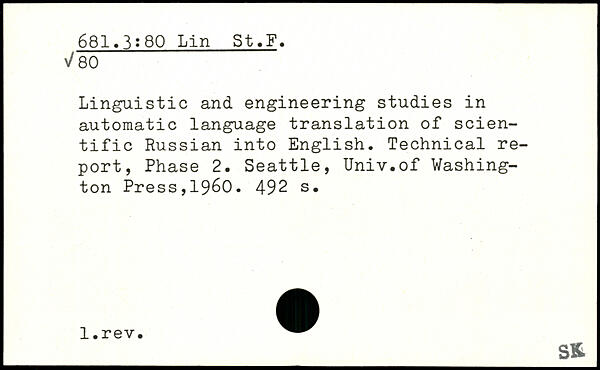 681.3:80 Lin St.F.
√ 80
Linguistic and engineering studies in
automatic language translation of scien-
tific Russian into English. Technical re-
port, Phase 2. Seattle, Univ.of Washing-
ton Press,1960. 492 s.
1.rev.
SK